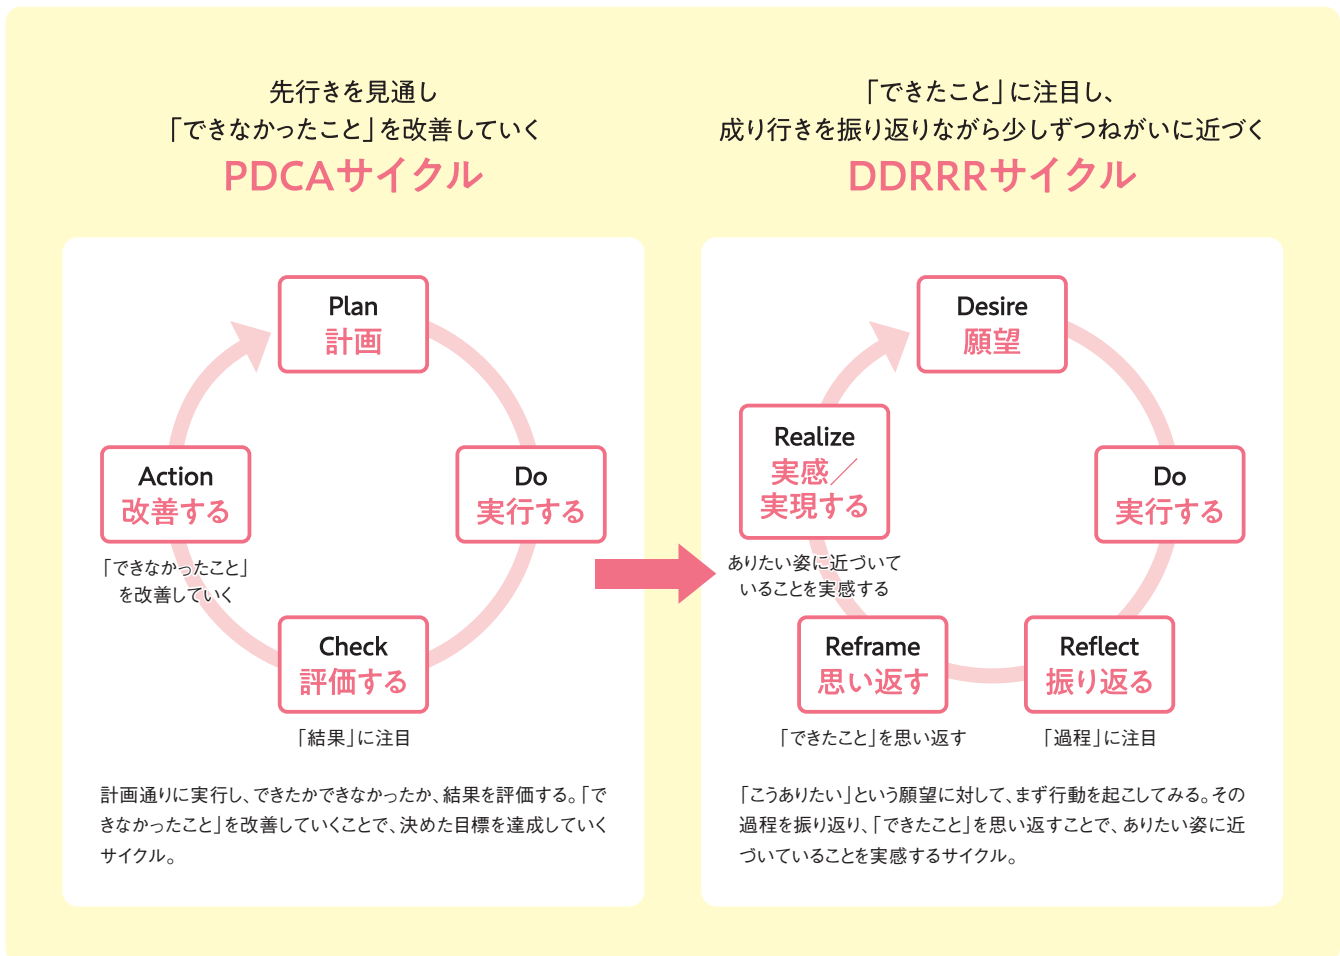 先行きを見通し
「できなかったこと」を改善していく
PDCAサイクル
Plan
計画
Do
実行する
Check
評価する
「結果」に注目
Action
改善する
「できなかったこと」
を改善していく
計画通りに実行し、できたかできなかったか、結果を評価する。「で
きなかったこと」を改善していくことで、決めた目標を達成していく
サイクル。
「できたこと」に注目し、
成り行きを振り返りながら少しずつねがいに近づく
DDRRRサイクル
Desire
願望
Do
実行する
Reflect
振り返る
「過程」に注目
Reframe
思い返す
「できたこと」を思い返す
Realize
実感／
実現する
ありたい姿に近づいて
いることを実感する
「こうありたい」という願望に対して、まず行動を起こしてみる。その
過程を振り返り、「できたこと」を思い返すことで、ありたい姿に近
づいていることを実感するサイクル。